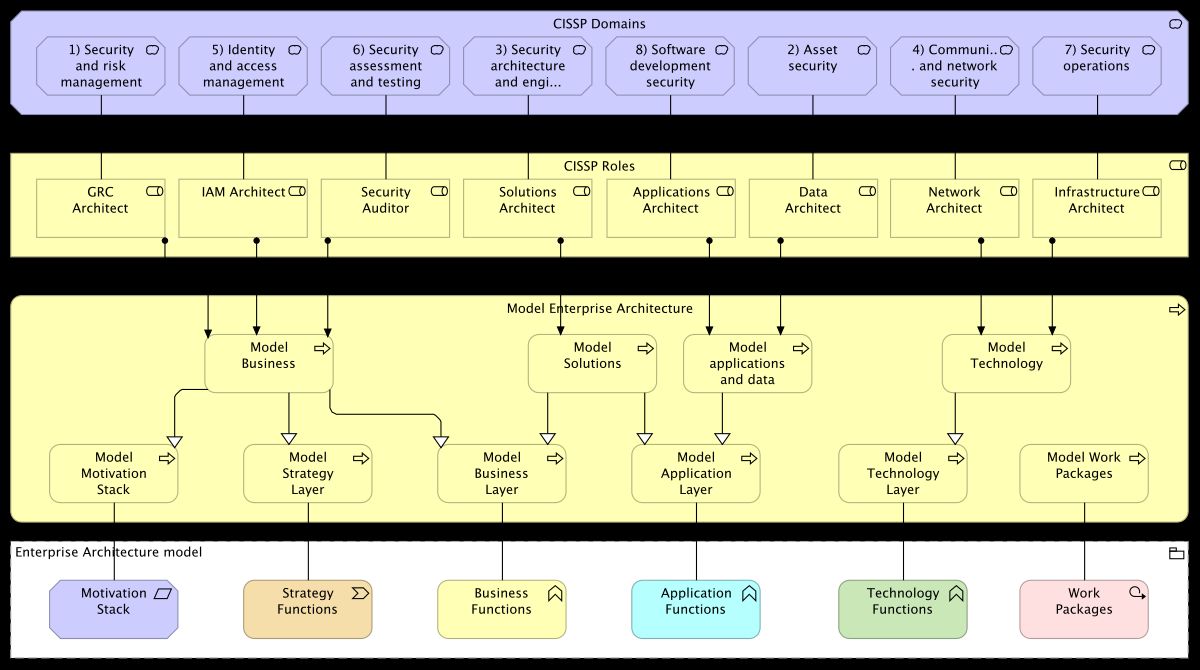 CISSP Domains
1) Security
and risk
management
5) Identity
and access
management
6) Security
assessment
and testing
3) Security
architecture
and engi...
8) Software
development
security
2) Asset
security
4) Communi..
. and network
security
7) Security
operations
CISSP Roles
GRC
Architect
IAM Architect
Security
Auditor
Solutions
Architect
Applications
Architect
Data
Architect
Network
Architect
Infrastructure
Architect
Model Enterprise Architecture
Model
Business
Model
Solutions
Model
applications
and data
Model
Technology
Model
Motivation
Stack
Model
Strategy
Layer
Model
Business
Layer
Model
Application
Layer
Model
Technology
Layer
Model Work
Packages
Enterprise Architecture model
Motivation
Stack
Strategy
Functions
Business
Functions
Application
Functions
Technology
Functions
Work
Packages